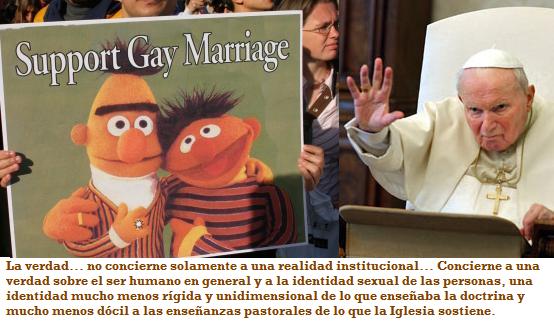 Support Gay Marriage
La verdad... no concierne solamente a una realidad institucional... Concierne a una
verdad sobre el ser humano en general y a la identidad sexual de las personas, una
identidad mucho menos rígida y unidimensional de lo que enseñaba la doctrina y
mucho menos dócil a las enseñanzas pastorales de lo que la Iglesia sostiene.